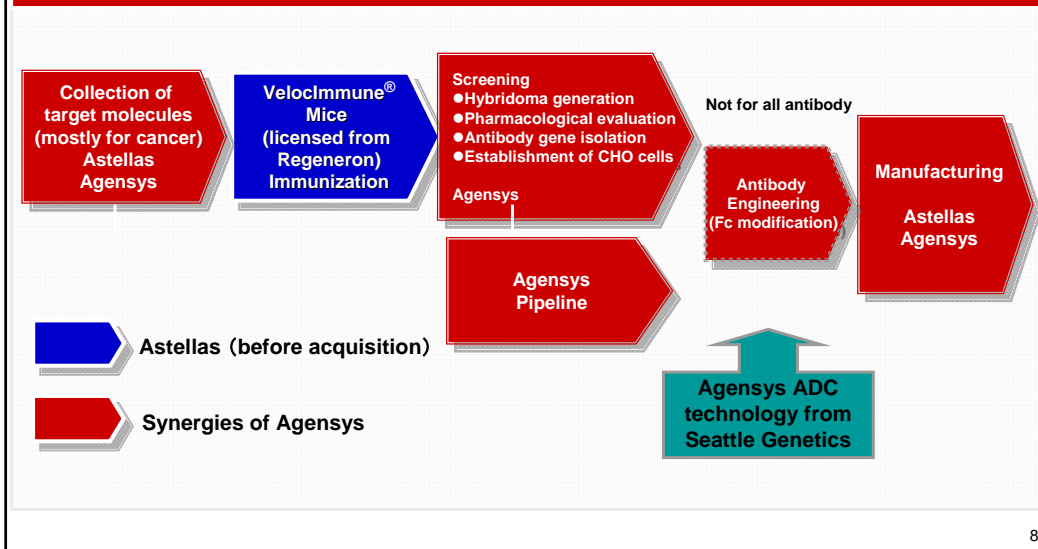 Collection of
target molecules
(mostly for cancer)
Astellas
Agensys
VelocImmune®
Mice
(licensed from
Regeneron)
Immunization
Screening
●Hybridoma generation
●Pharmacological evaluation
●Antibody gene isolation
●Establishment of CHO cells
Agensys
Not for all antibody
Antibody
Engineering
(Fc modification)
Manufacturing
Astellas
Agensys
Agensys
Pipeline
Astellas (before acquisition)
Synergies of Agensys
Agensys ADC
technology from
Seattle Genetics
8